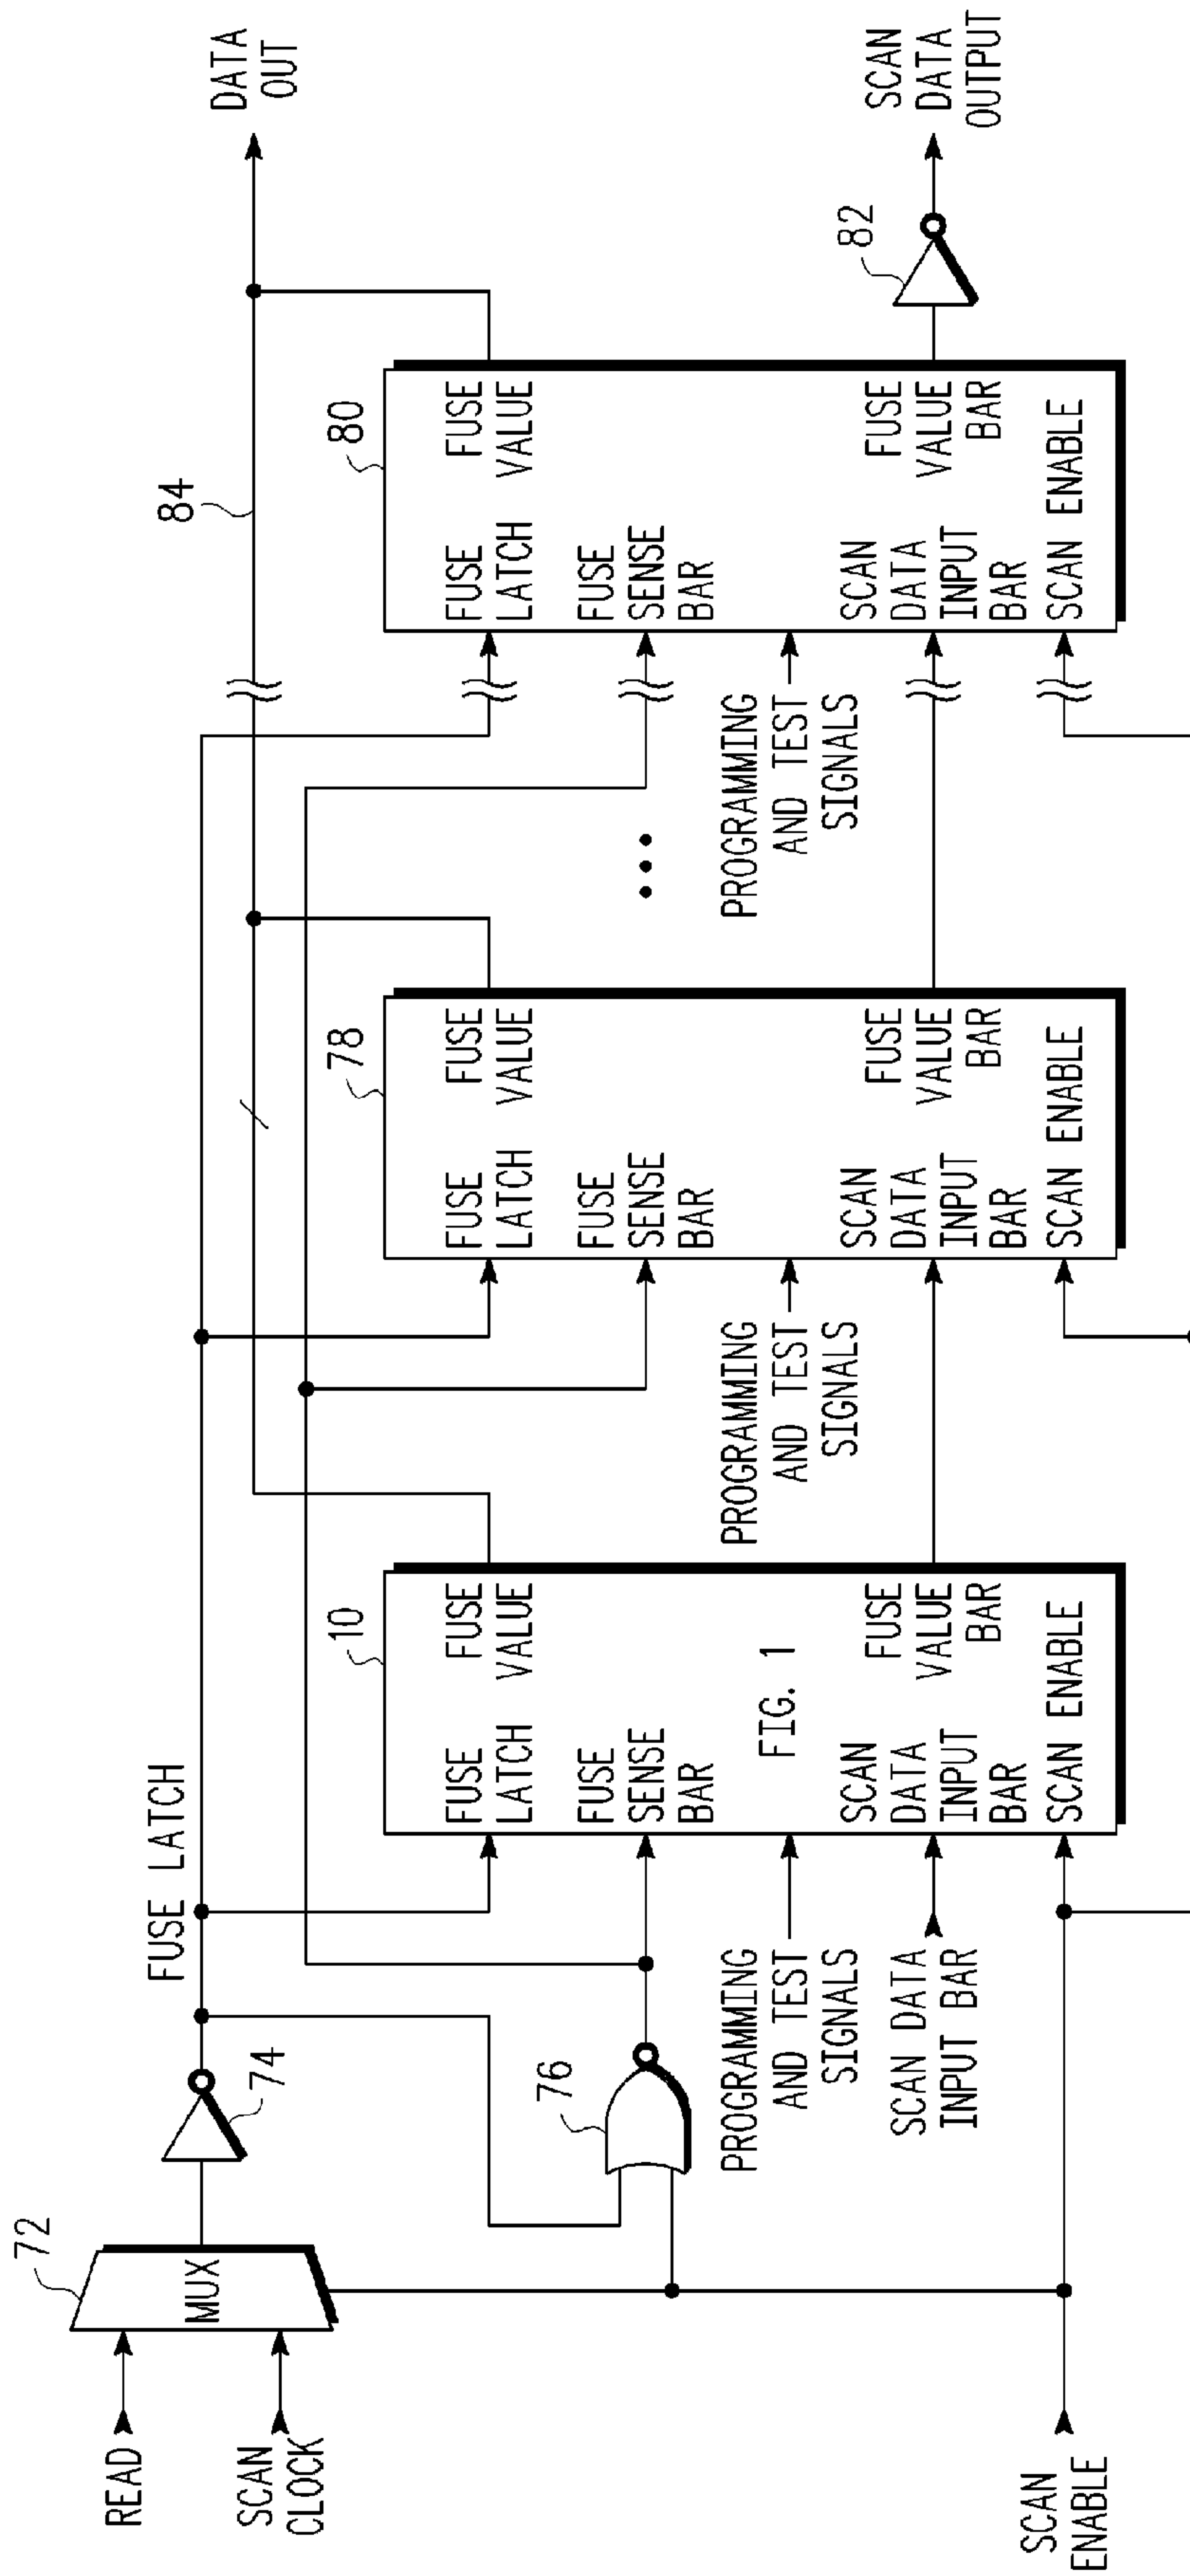 READ
SCAN
CLOCK
72
MUX
74
FUSE LATCH
76
SCAN
ENABLE
PROGRAMMING
AND TEST
SIGNALS
SCAN DATA
INPUT BAR
10
FUSE
LATCH
FUSE
VALUE
FUSE
SENSE
BAR
FIG. 1
SCAN
DATA
INPUT
BAR
FUSE
VALUE
BAR
SCAN ENABLE
PROGRAMMING
AND TEST
SIGNALS
78
FUSE
LATCH
FUSE
VALUE
FUSE
SENSE
BAR
SCAN
DATA
INPUT
BAR
FUSE
VALUE
BAR
SCAN ENABLE
PROGRAMMING
AND TEST
SIGNALS
84
80
FUSE
LATCH
FUSE
VALUE
FUSE
SENSE
BAR
SCAN
DATA
INPUT
BAR
FUSE
VALUE
BAR
SCAN ENABLE
82
DATA
OUT
SCAN
DATA
OUTPUT